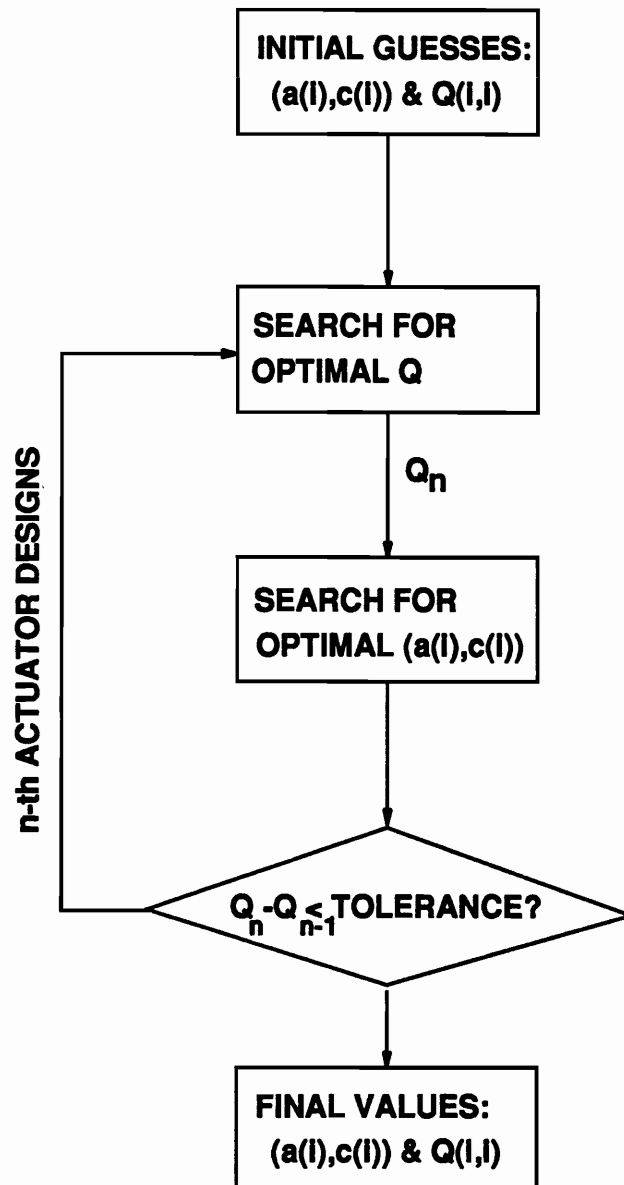 INITIAL GUESSES:
(a(i),c(i)) & Q(i,i)
SEARCH FOR
OPTIMAL Q
Qn
n-th ACTUATOR DESIGNS
SEARCH FOR
OPTIMAL (a(i),c(i))
Qn-Qn-1< TOLERANCE?
FINAL VALUES:
(a(i),c(i)) & Q(i,i)